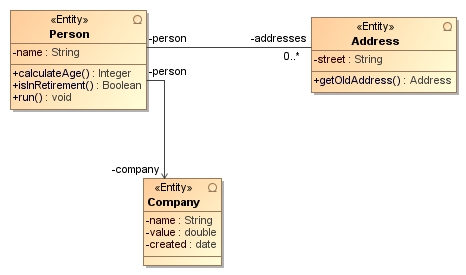 «Entity»
Person
-name : String
+calculateAge() : Integer
+isInRetirement() : Boolean
+run() : void
-person
-addresses
0..*
«Entity»
Address
-street : String
+getOldAddress() : Address
-person
-company
«Entity»
Company
-name : String
-value : double
-created : date